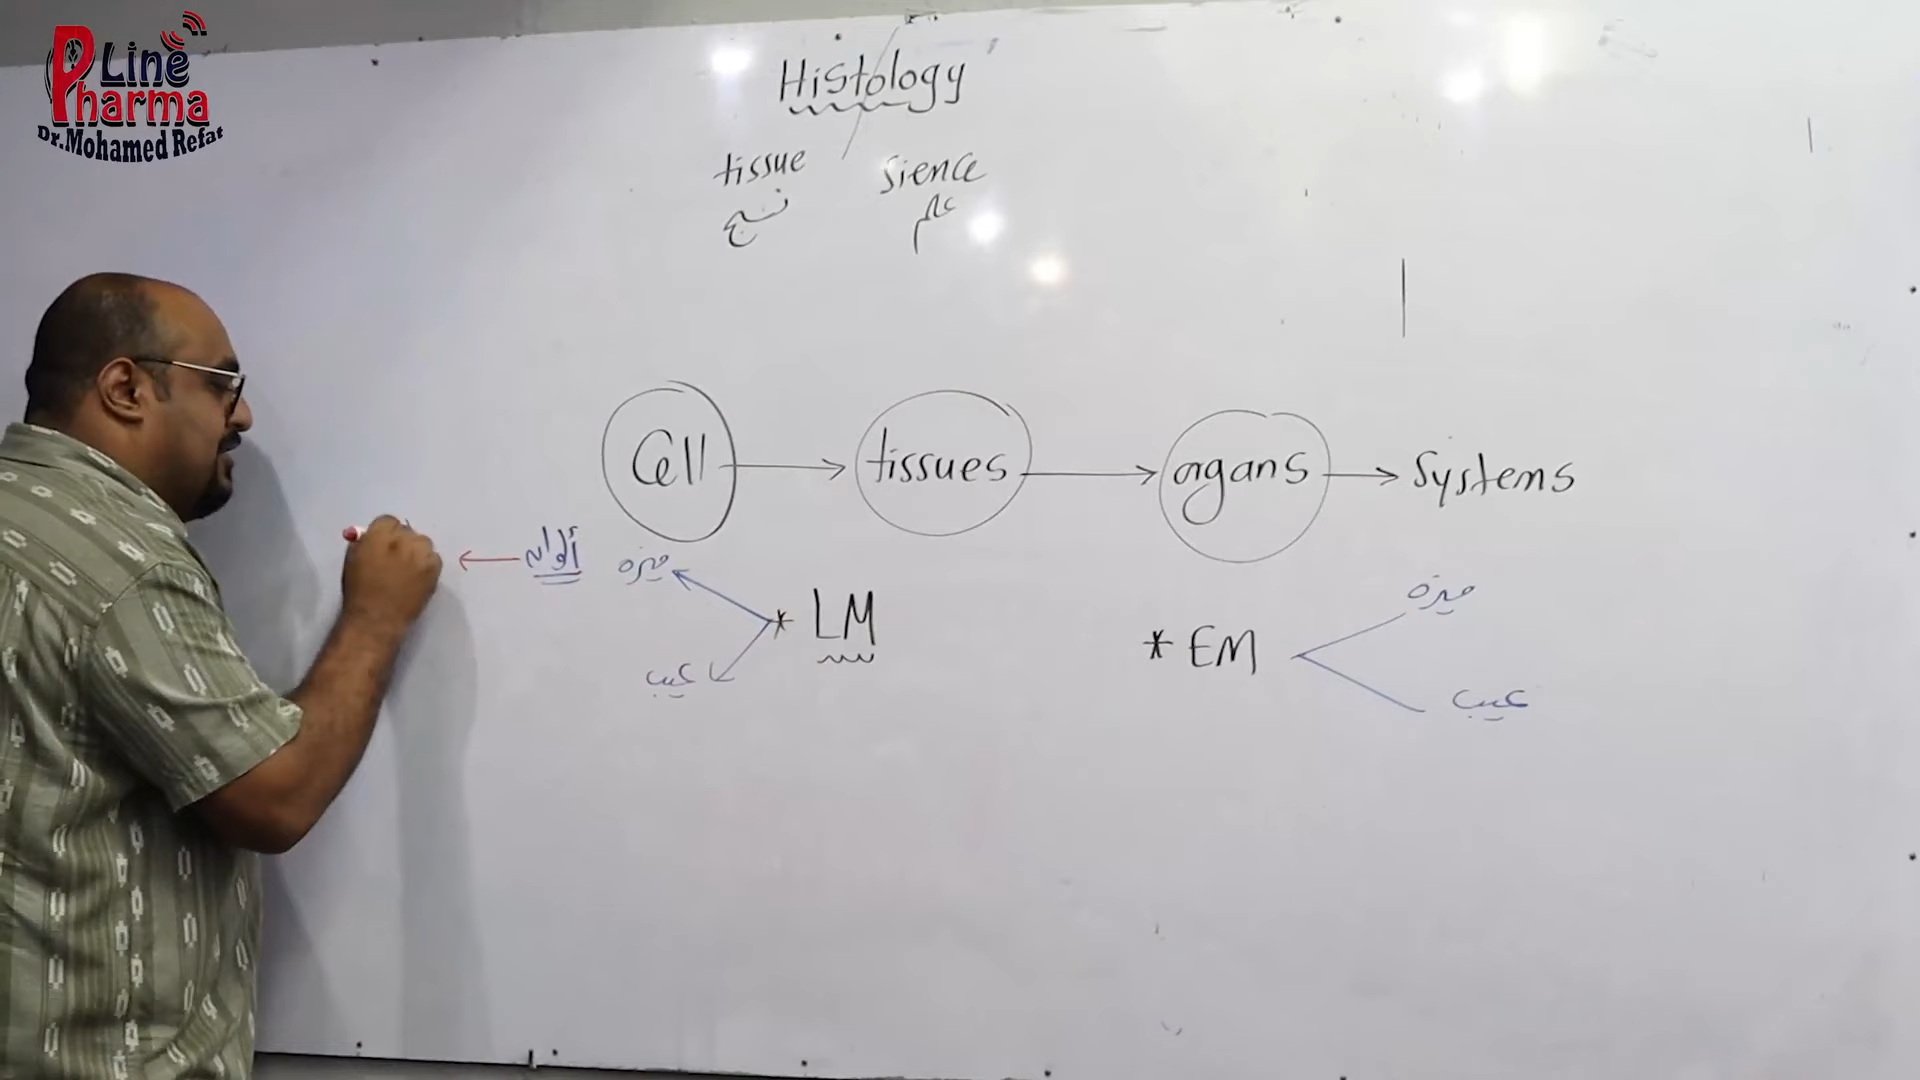 Line
Pharma
Dr.Mohamed Refat
Histology
tissue sience
نسيج علم
Cell → tissues → organs → systems
ألوان ميزة
* LM
عيب
* EM
ميزة
عيب